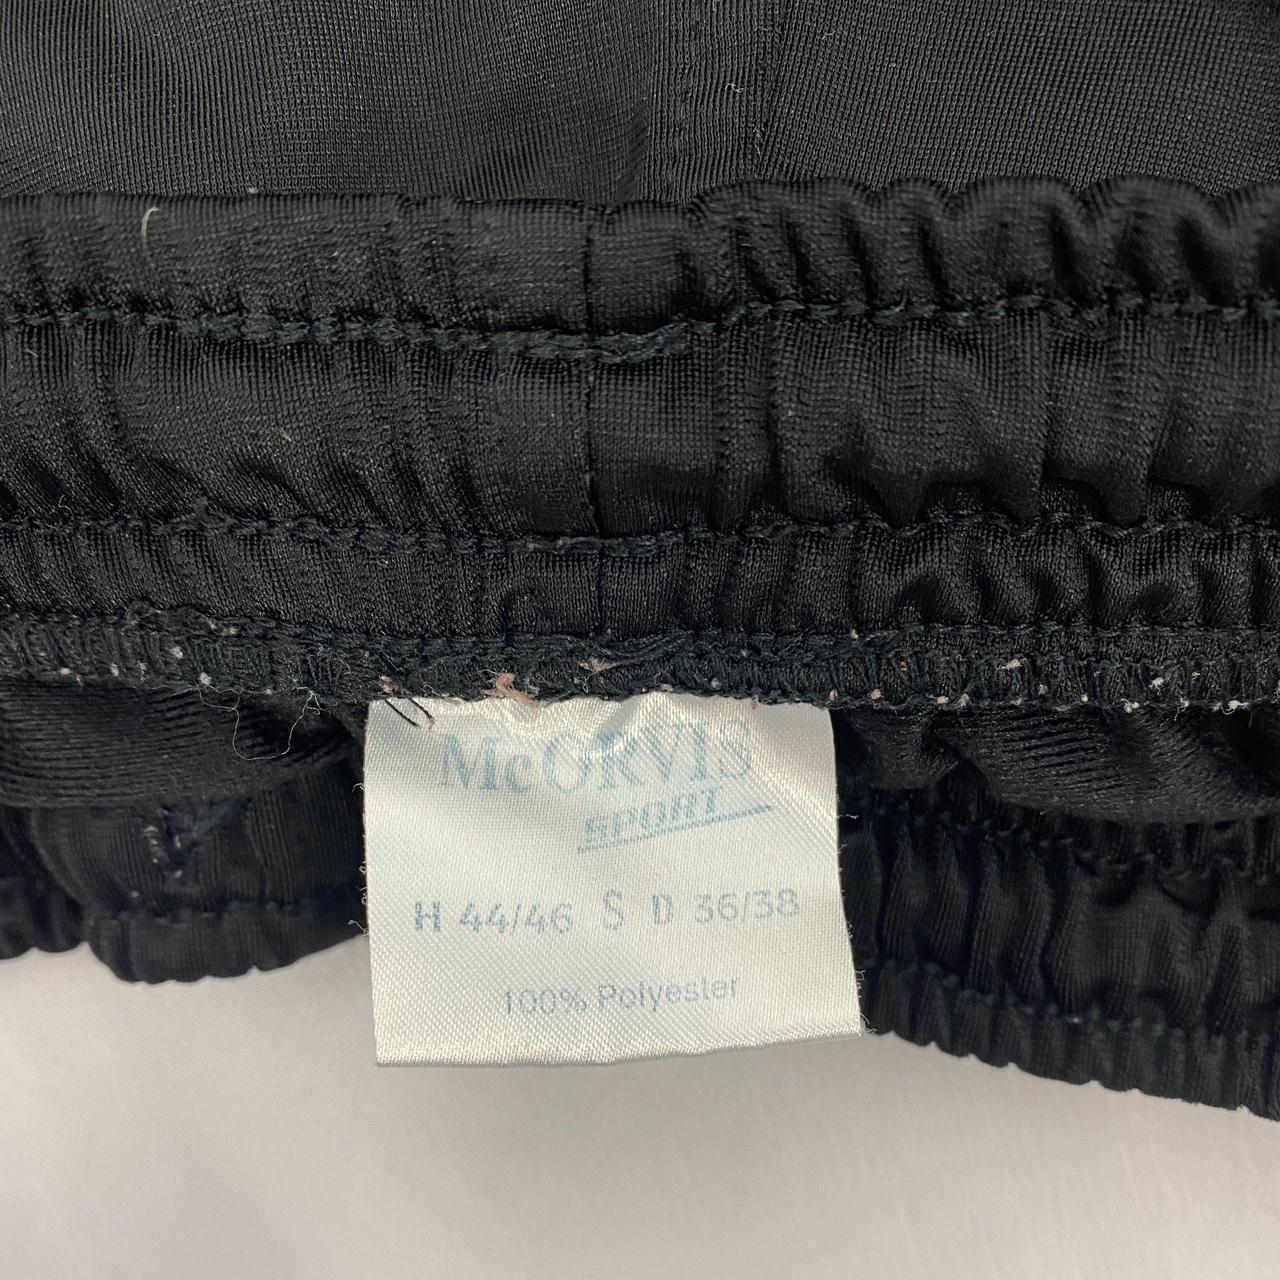 McORVIS
SPORT
H 44/46 S D 36/38
100% Polyester